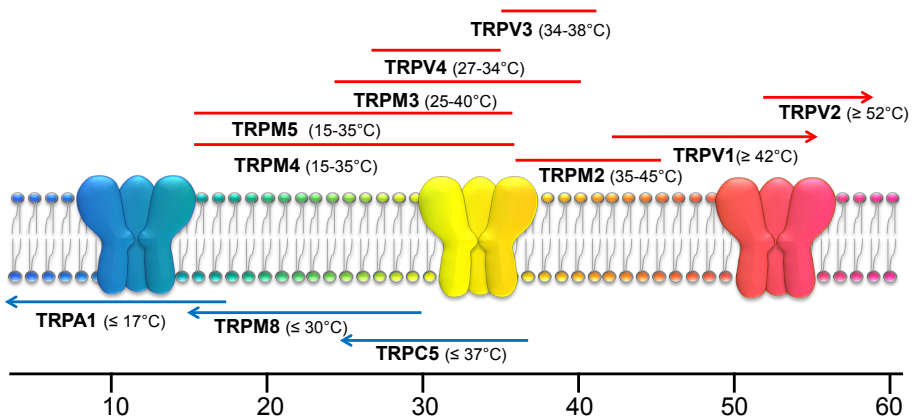 TRPV3 (34-38°C)
TRPV4 (27-34°C)
TRPM3 (25-40°C)
TRPV2 (≥ 52°C)
TRPM5 (15-35°C)
TRPV1(≥ 42°C)
TRPM4 (15-35°C)
TRPM2 (35-45°C)
TRPA1 (≤ 17°C)
TRPM8 (≤ 30°C)
TRPC5 (≤ 37°C)
10 20 30 40 50 60